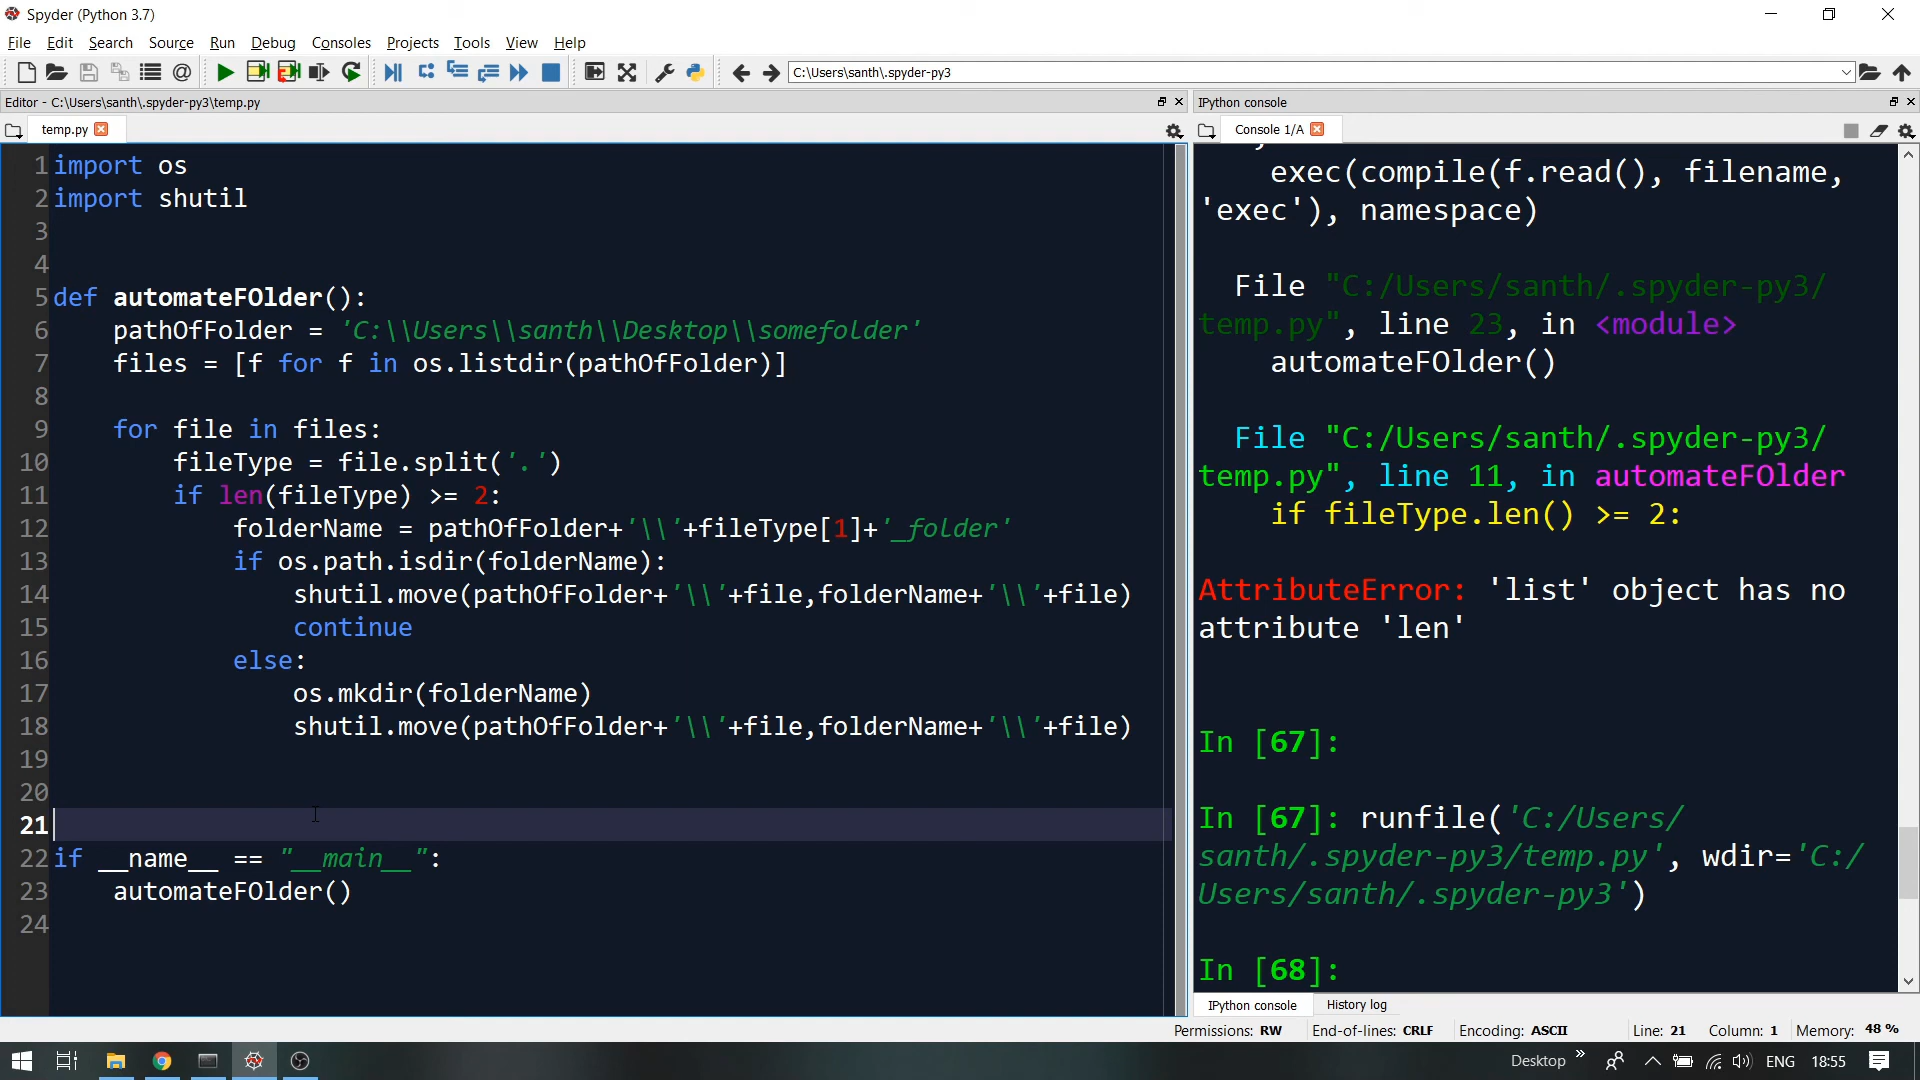 Spyder (Python 3.7)
File Edit Search Source Run Debug Consoles Projects Tools View Help
C:\Users\santh\.spyder-py3
Editor - C:\Users\santh\.spyder-py3\temp.py
temp.py
1 import os
2 import shutil
3
4
5 def automateFOlder():
6     pathOfFolder = 'C:\\Users\\santh\\Desktop\\somefolder'
7     files = [f for f in os.listdir(pathOfFolder)]
8
9     for file in files:
10         fileType = file.split('.')
11         if len(fileType) >= 2:
12             folderName = pathOfFolder+'\\'+fileType[1]+'_folder'
13             if os.path.isdir(folderName):
14                 shutil.move(pathOfFolder+'\\'+file,folderName+'\\'+file)
15                 continue
16             else:
17                 os.mkdir(folderName)
18                 shutil.move(pathOfFolder+'\\'+file,folderName+'\\'+file)
19
20
21
22 if __name__ == "__main__":
23     automateFOlder()
24
IPython console
Console 1/A
exec(compile(f.read(), filename,
'exec'), namespace)
File "C:/Users/santh/.spyder-py3/
temp.py", line 23, in <module>
automateFOlder()
File "C:/Users/santh/.spyder-py3/
temp.py", line 11, in automateFOlder
if fileType.len() >= 2:
AttributeError: 'list' object has no
attribute 'len'
In [67]:
In [67]: runfile('C:/Users/
santh/.spyder-py3/temp.py', wdir='C:/
Users/santh/.spyder-py3')
In [68]:
IPython console History log
Permissions: RW End-of-lines: CRLF Encoding: ASCII Line: 21 Column: 1 Memory: 48 %
Desktop » ENG 18:55